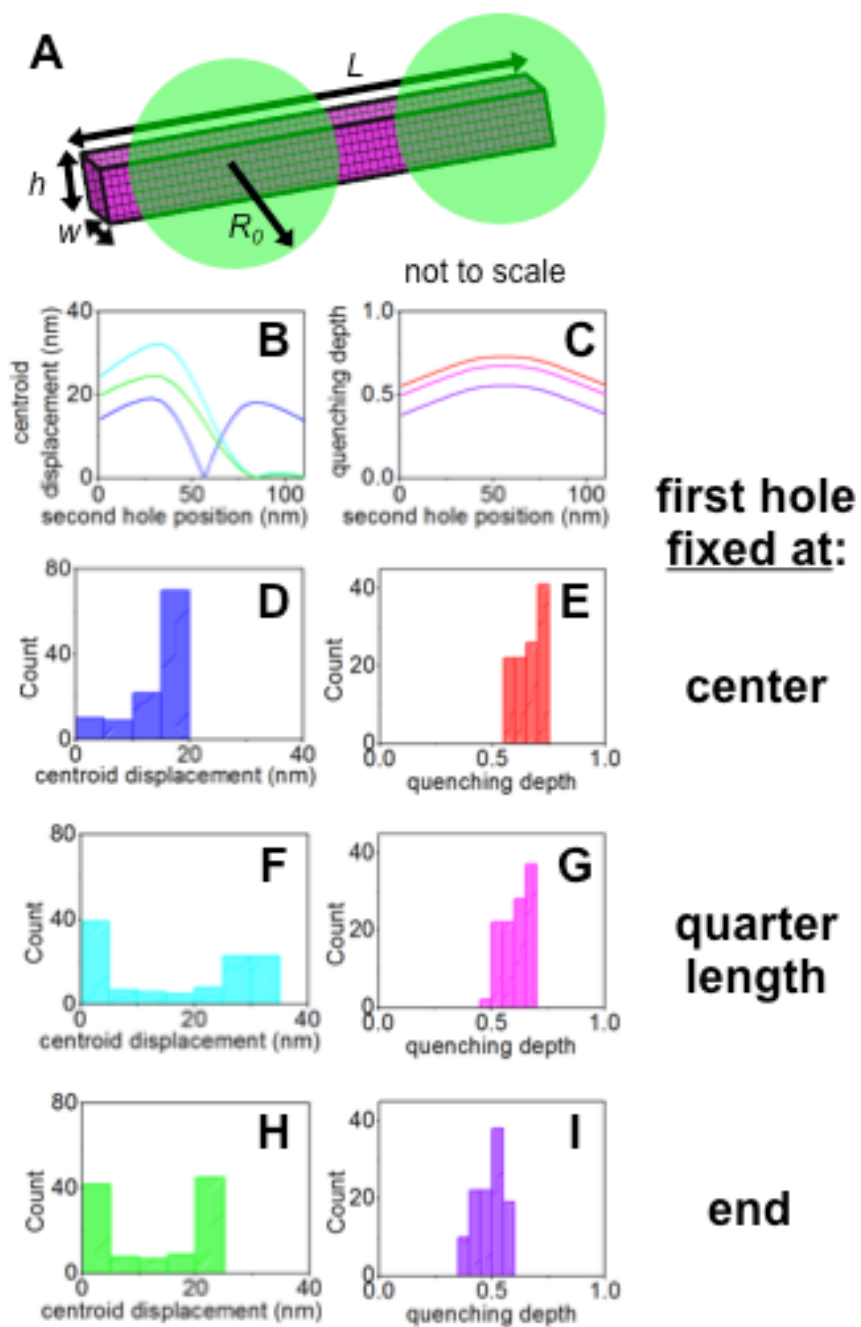 A
L
h
w
R0
not to scale
B
40
20
0
centroid
displacement (nm)
0 50 100
second hole position (nm)
C
1.0
0.5
0.0
quenching depth
0 50 100
second hole position (nm)
first hole
fixed at:
D
80
40
0
Count
0 20 40
centroid displacement (nm)
E
40
20
0
Count
0.0 0.5 1.0
quenching depth
center
F
80
40
0
Count
0 20 40
centroid displacement (nm)
G
40
20
0
Count
0.0 0.5 1.0
quenching depth
quarter
length
H
80
40
0
Count
0 20 40
centroid displacement (nm)
I
40
20
0
Count
0.0 0.5 1.0
quenching depth
end